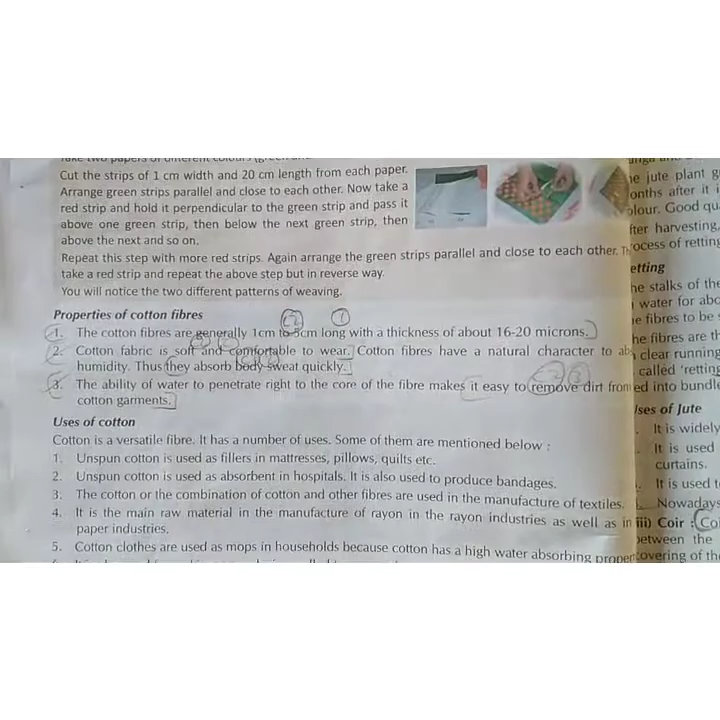 Take two papers of different colours
Cut the strips of 1 cm width and 20 cm length from each paper.
Arrange green strips parallel and close to each other. Now take a
red strip and hold it perpendicular to the green strip and pass it
above one green strip, then below the next green strip, then
above the next and so on.
Repeat this step with more red strips. Again arrange the green strips parallel and close to each other.
take a red strip and repeat the above step but in reverse way.
You will notice the two different patterns of weaving.
Properties of cotton fibres
1. The cotton fibres are generally 1cm to 5cm long with a thickness of about 16-20 microns.
2. Cotton fabric is soft and comfortable to wear. Cotton fibres have a natural character to ab
humidity. Thus they absorb body sweat quickly.
3. The ability of water to penetrate right to the core of the fibre makes it easy to remove dirt from
cotton garments.
Uses of cotton
Cotton is a versatile fibre. It has a number of uses. Some of them are mentioned below :
1. Unspun cotton is used as fillers in mattresses, pillows, quilts etc.
2. Unspun cotton is used as absorbent in hospitals. It is also used to produce bandages.
3. The cotton or the combination of cotton and other fibres are used in the manufacture of textiles.
4. It is the main raw material in the manufacture of rayon in the rayon industries as well as in
paper industries.
5. Cotton clothes are used as mops in households because cotton has a high water absorbing proper
he jute plant g
onths after it i
olour. Good qu
fter harvesting,
rocess of retting
etting
he stalks of the
water for abo
e fibres to be
he fibres are th
clear running
called 'retting
ed into bundle
ses of Jute
It is widely
It is used
curtains.
It is used t
Nowadays
iii) Coir : Coi
between the
covering of the